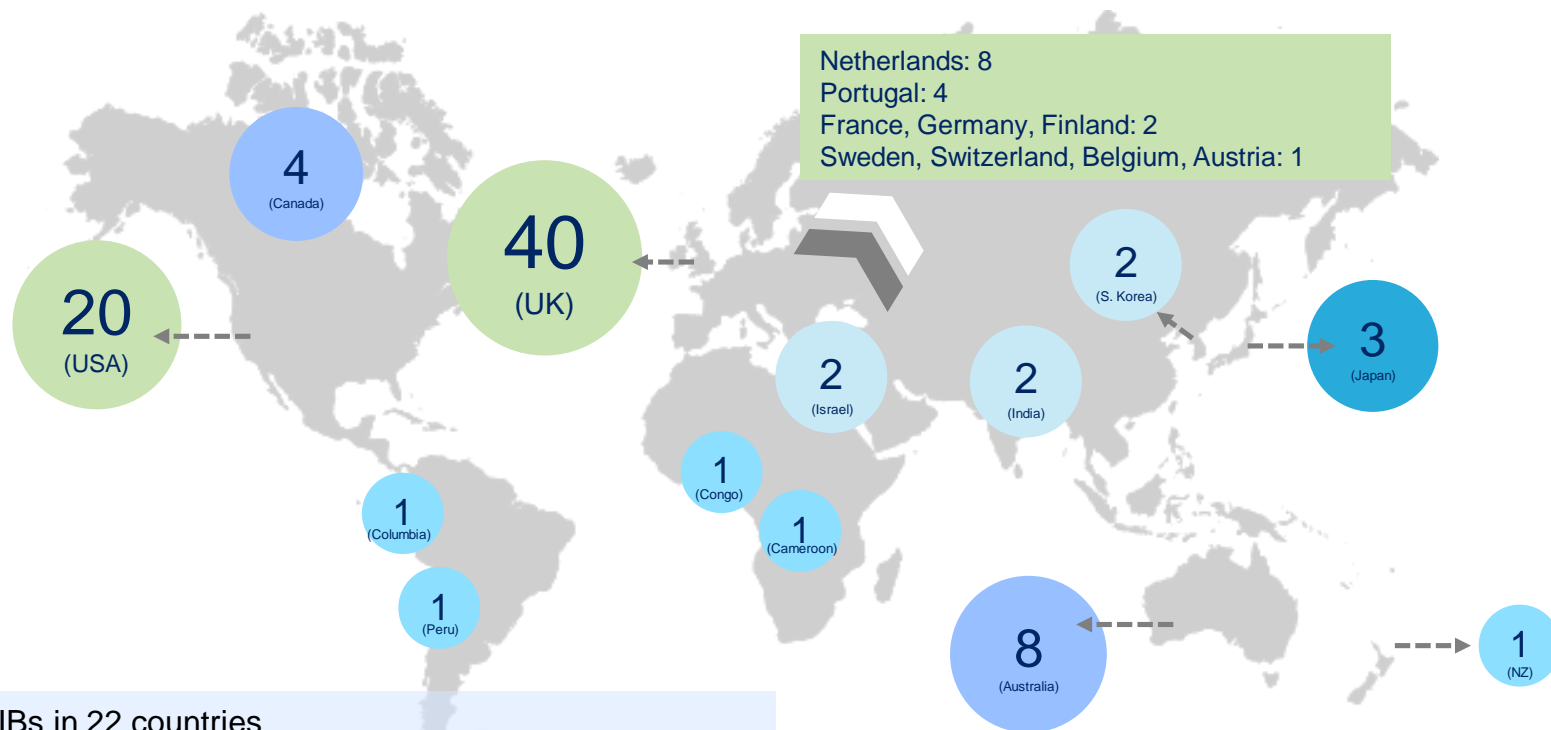 Netherlands: 8
Portugal: 4
France, Germany, Finland: 2
Sweden, Switzerland, Belgium, Austria: 1
4
(Canada)
40
(UK)
20
(USA)
2
(S. Korea)
3
(Japan)
2
(Israel)
2
(India)
1
(Congo)
1
(Columbia)
1
(Cameroon)
1
(Peru)
8
(Australia)
1
(NZ)
IBs in 22 countries